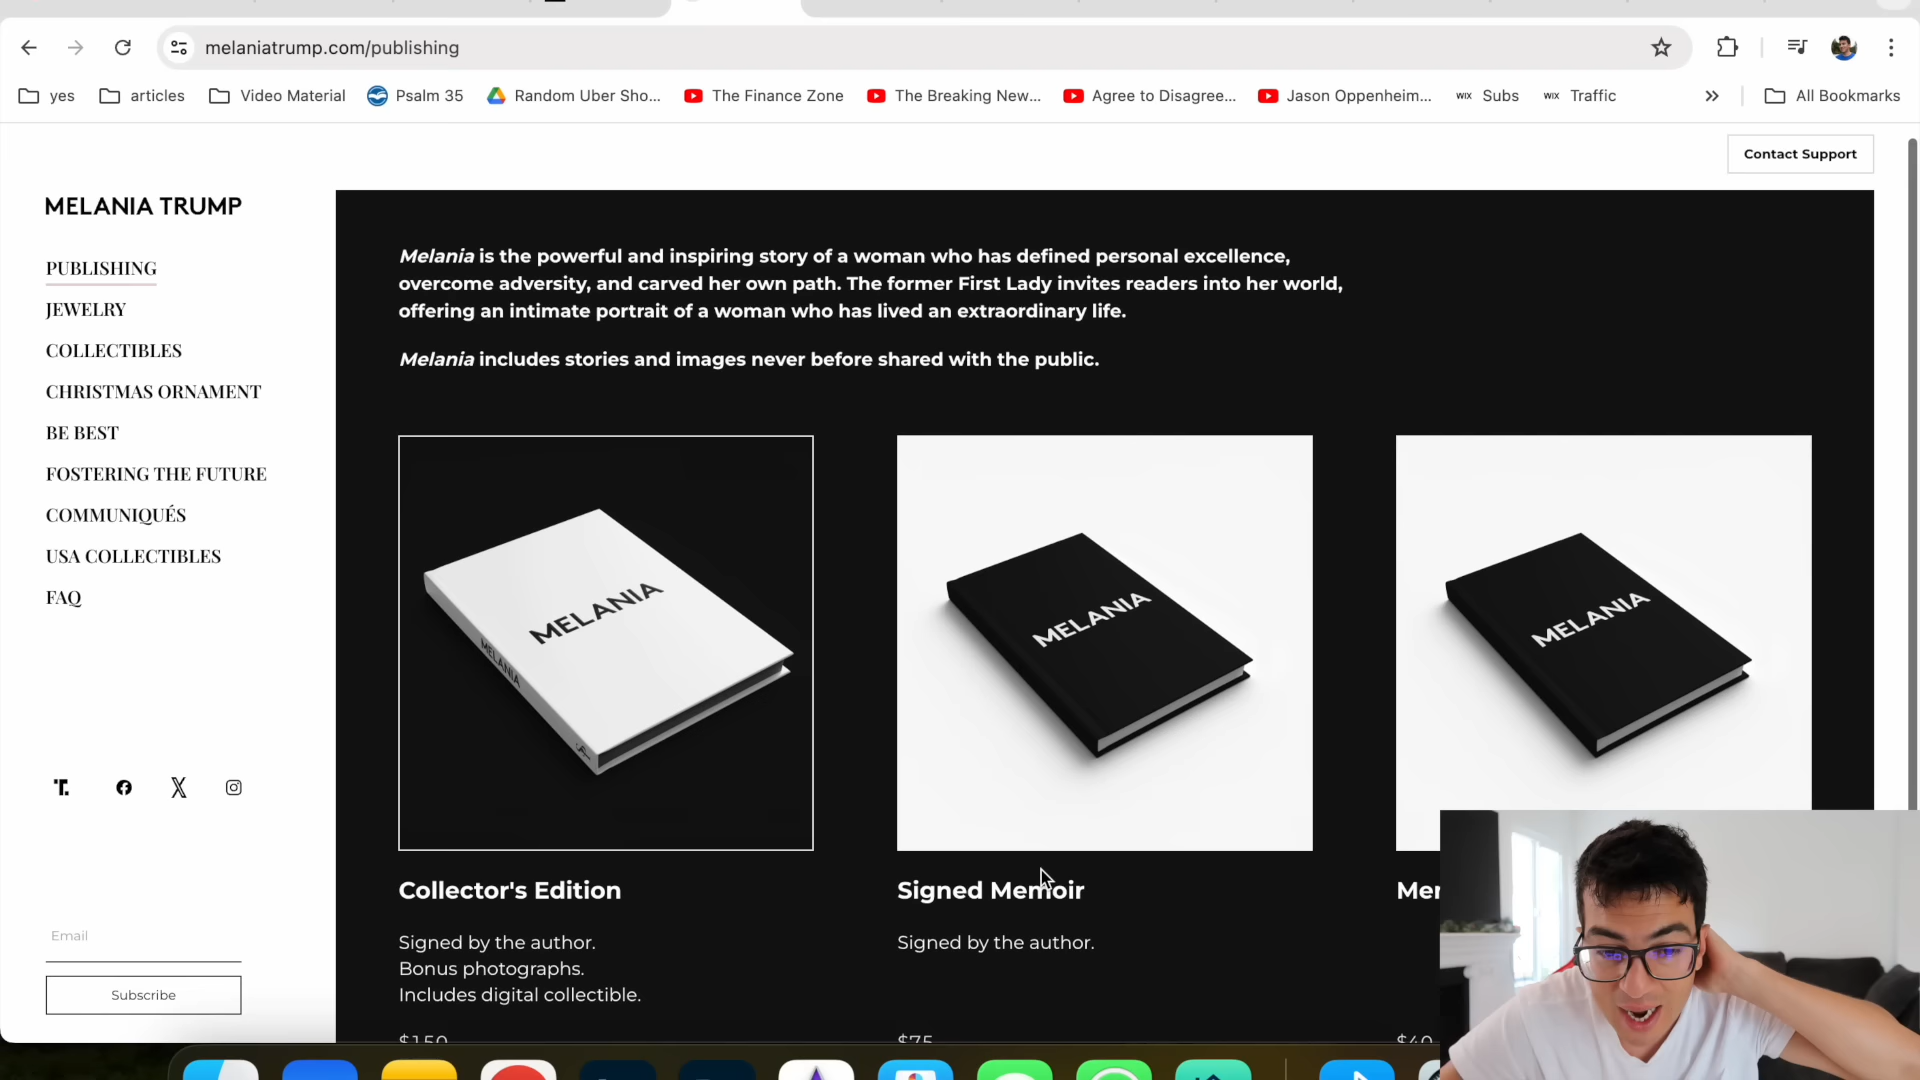 melaniatrump.com/publishing
yes
articles
Video Material
Psalm 35
Random Uber Sho...
The Finance Zone
The Breaking New...
Agree to Disagree...
Jason Oppenheim...
WIX Subs
WIX Traffic
All Bookmarks
Contact Support
MELANIA TRUMP
PUBLISHING
JEWELRY
COLLECTIBLES
CHRISTMAS ORNAMENT
BE BEST
FOSTERING THE FUTURE
COMMUNIQUÉS
USA COLLECTIBLES
FAQ
Email
Subscribe
Melania is the powerful and inspiring story of a woman who has defined personal excellence,
overcome adversity, and carved her own path. The former First Lady invites readers into her world,
offering an intimate portrait of a woman who has lived an extraordinary life.
Melania includes stories and images never before shared with the public.
MELANIA
MELANIA
MELANIA
MELANIA
Collector's Edition
Signed by the author.
Bonus photographs.
Includes digital collectible.
$150
Signed Memoir
Signed by the author.
$75
$40